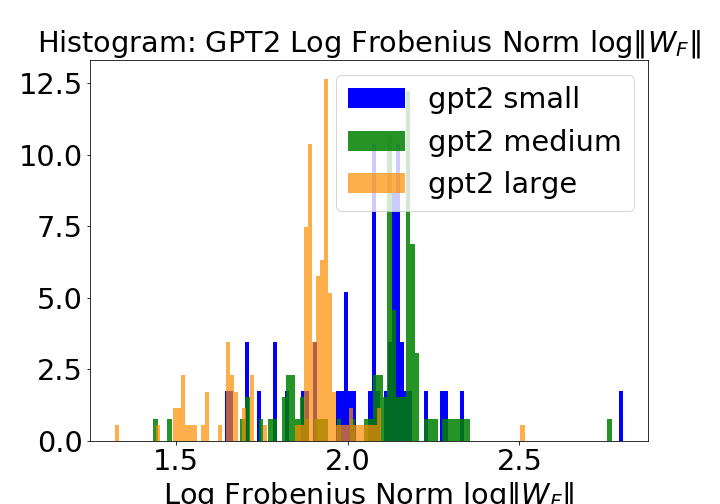 Histogram: GPT2 Log Frobenius Norm log‖W_F‖
gpt2 small
gpt2 medium
gpt2 large
12.5
10.0
7.5
5.0
2.5
0.0
1.5 2.0 2.5
Log Frobenius Norm log‖W_F‖